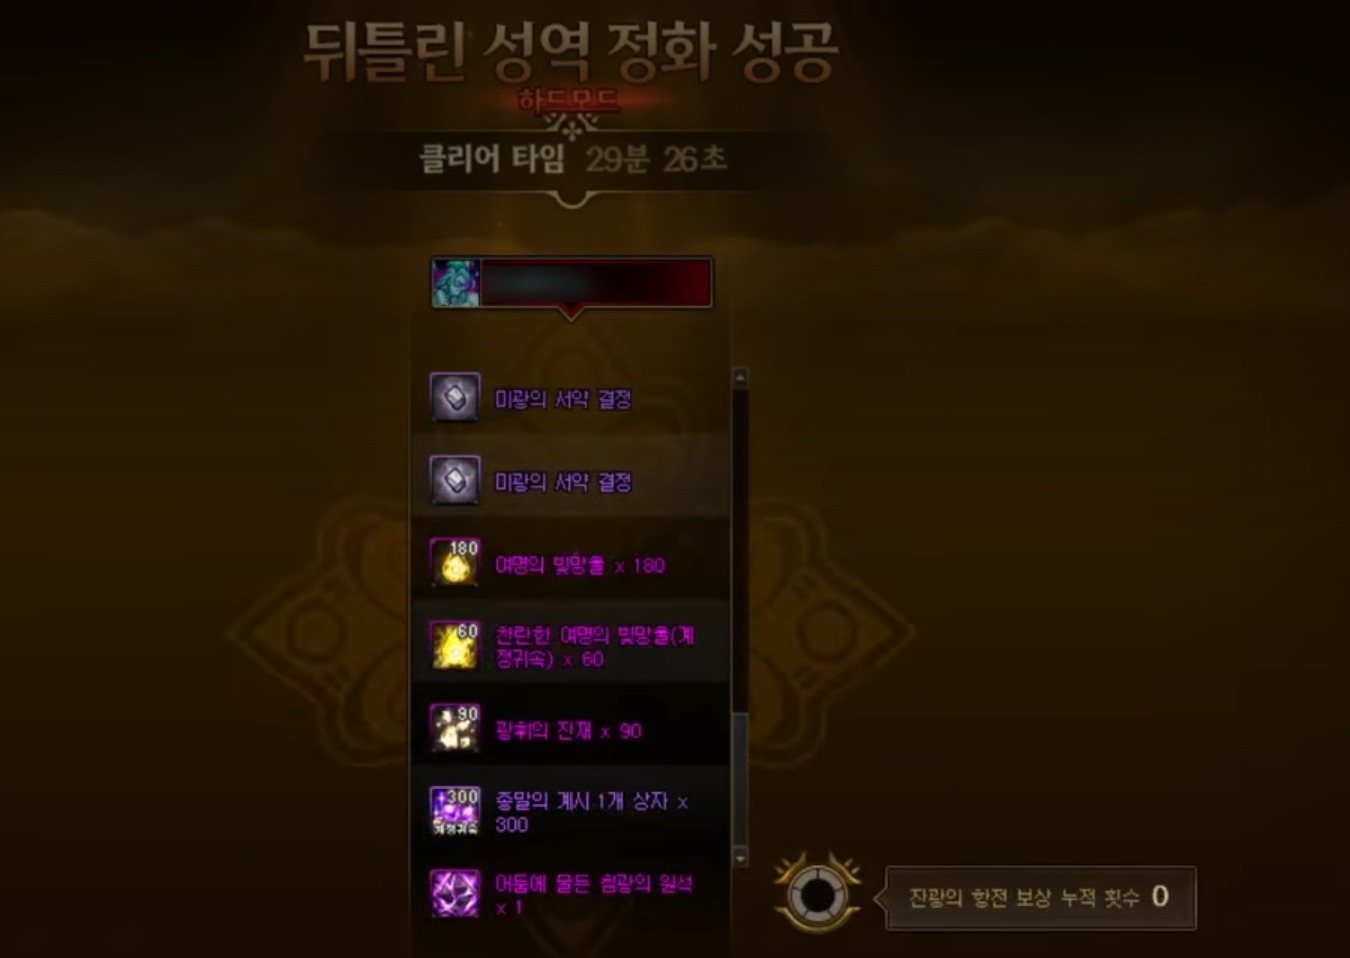 뒤틀린 성역 정화 성공
하드모드
클리어 타임 29분 26초
미광의 서약 결정
미광의 서약 결정
180
여명의 빛망울 x 180
60
찬란한 여명의 빛망울(계
정귀속) x 60
90
광휘의 잔재 x 90
300
계정귀속
종말의 계시 1개 상자 x
300
어둠에 물든 침광의 원석
x 1
잔광의 항전 보상 누적 횟수 0